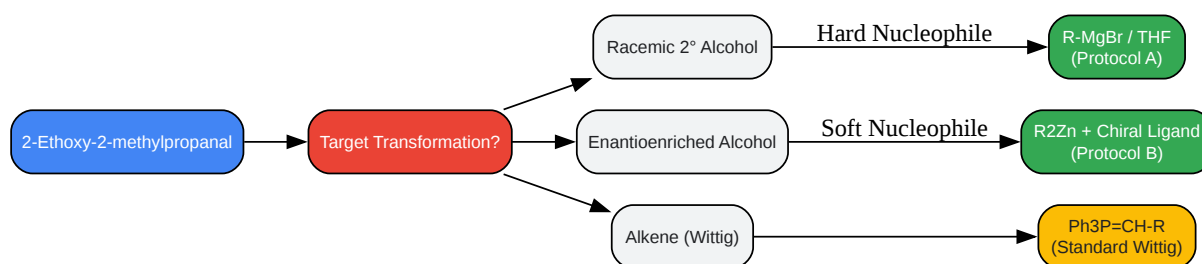 2-Ethoxy-2-methylpropanal
Target Transformation?
Racemic 2° Alcohol
Hard Nucleophile
R-MgBr / THF
(Protocol A)
Enantioenriched Alcohol
Soft Nucleophile
R2Zn + Chiral Ligand
(Protocol B)
Alkene (Wittig)
Ph3P=CH-R
(Standard Wittig)